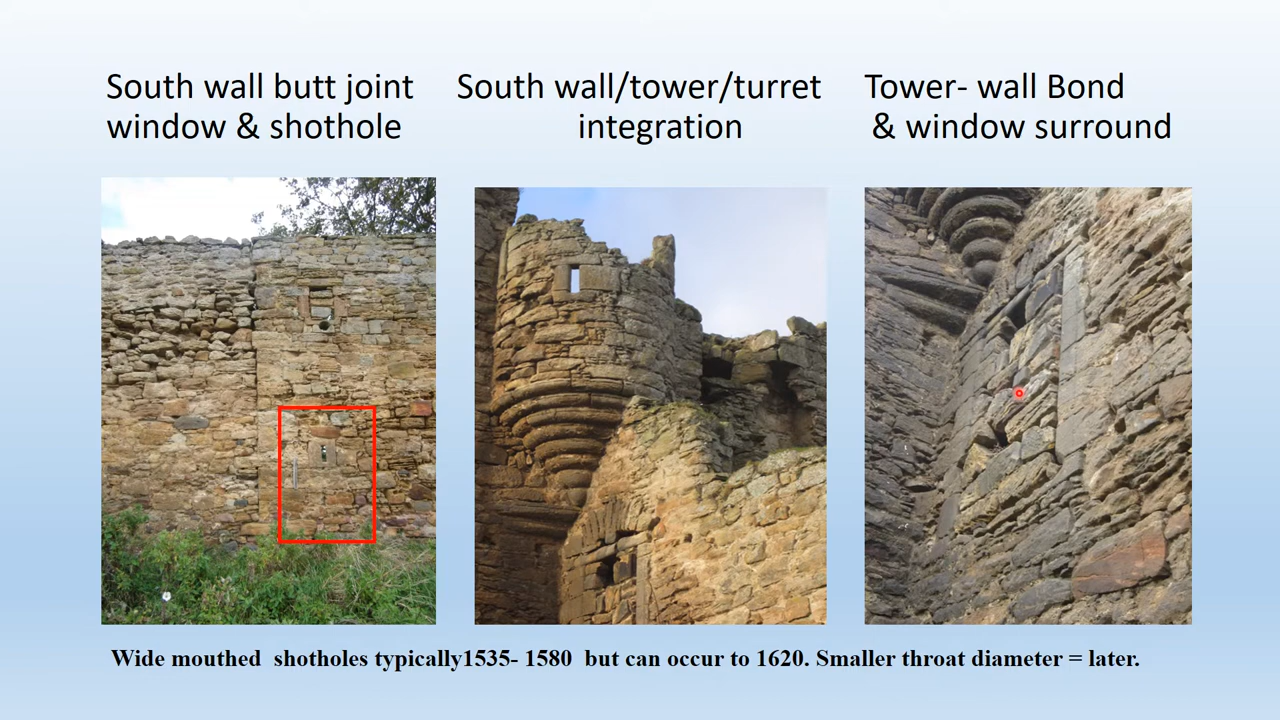 South wall butt joint
window & shothole
South wall/tower/turret
integration
Tower- wall Bond
& window surround
Wide mouthed  shotholes typically1535- 1580  but can occur to 1620. Smaller throat diameter = later.